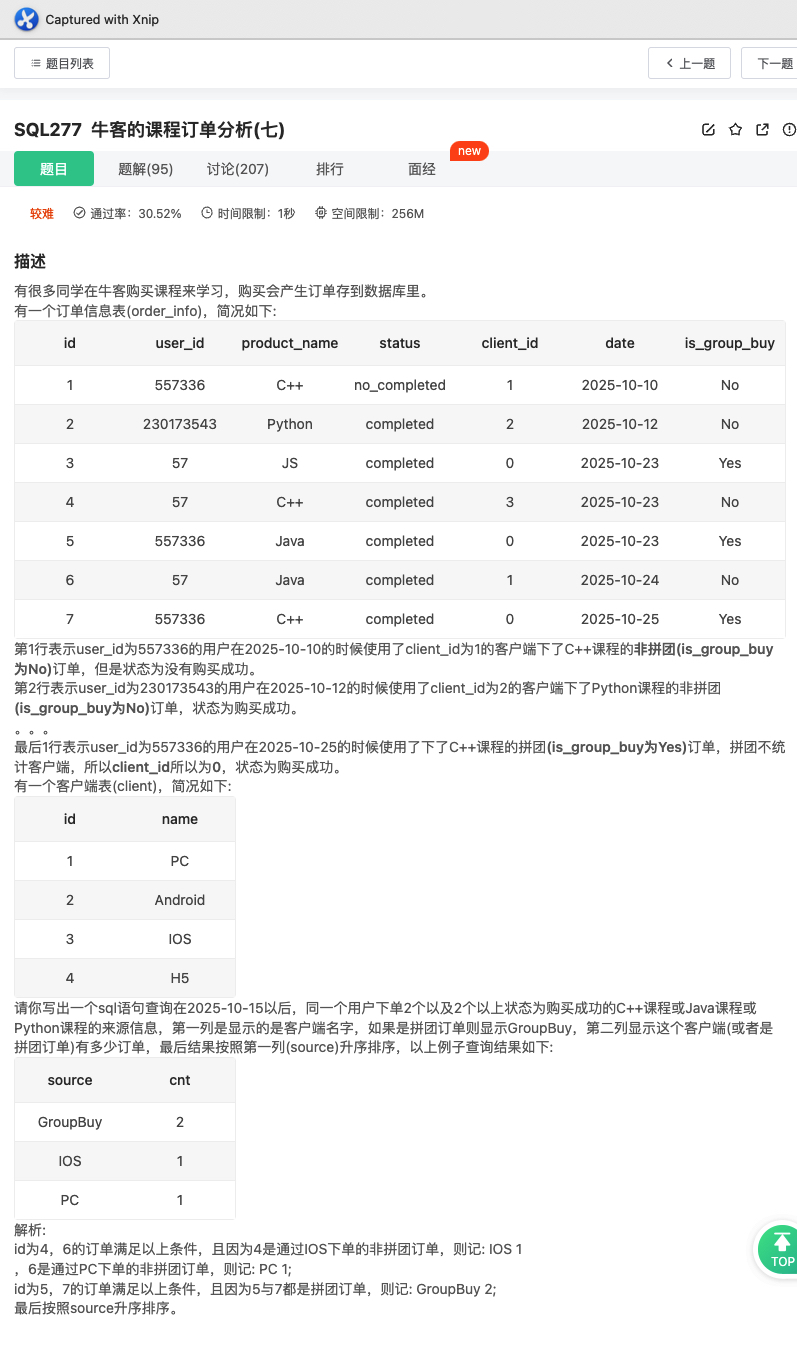 Captured with Xnip
题目列表
上一题
下一题
SQL277 牛客的课程订单分析(七)
题目
题解(95)
讨论(207)
排行
面经
new
较难
通过率：30.52%
时间限制：1秒
空间限制：256M
描述
有很多同学在牛客购买课程来学习，购买会产生订单存到数据库里。
有一个订单信息表(order_info)，简况如下:
id user_id product_name status client_id date is_group_buy
1 557336 C++ no_completed 1 2025-10-10 No
2 230173543 Python completed 2 2025-10-12 No
3 57 JS completed 0 2025-10-23 Yes
4 57 C++ completed 3 2025-10-23 No
5 557336 Java completed 0 2025-10-23 Yes
6 57 Java completed 1 2025-10-24 No
7 557336 C++ completed 0 2025-10-25 Yes
第1行表示user_id为557336的用户在2025-10-10的时候使用了client_id为1的客户端下了C++课程的非拼团(is_group_buy
为No)订单，但是状态为没有购买成功。
第2行表示user_id为230173543的用户在2025-10-12的时候使用了client_id为2的客户端下了Python课程的非拼团
(is_group_buy为No)订单，状态为购买成功。
。。。
最后1行表示user_id为557336的用户在2025-10-25的时候使用了下了C++课程的拼团(is_group_buy为Yes)订单，拼团不统
计客户端，所以client_id所以为0，状态为购买成功。
有一个客户端表(client)，简况如下:
id name
1 PC
2 Android
3 IOS
4 H5
请你写出一个sql语句查询在2025-10-15以后，同一个用户下单2个以及2个以上状态为购买成功的C++课程或Java课程或
Python课程的来源信息，第一列是显示的是客户端名字，如果是拼团订单则显示GroupBuy，第二列显示这个客户端(或者是
拼团订单)有多少订单，最后结果按照第一列(source)升序排序，以上例子查询结果如下:
source cnt
GroupBuy 2
IOS 1
PC 1
解析:
id为4，6的订单满足以上条件，且因为4是通过IOS下单的非拼团订单，则记: IOS 1
，6是通过PC下单的非拼团订单，则记: PC 1;
id为5，7的订单满足以上条件，且因为5与7都是拼团订单，则记: GroupBuy 2;
最后按照source升序排序。
TOP